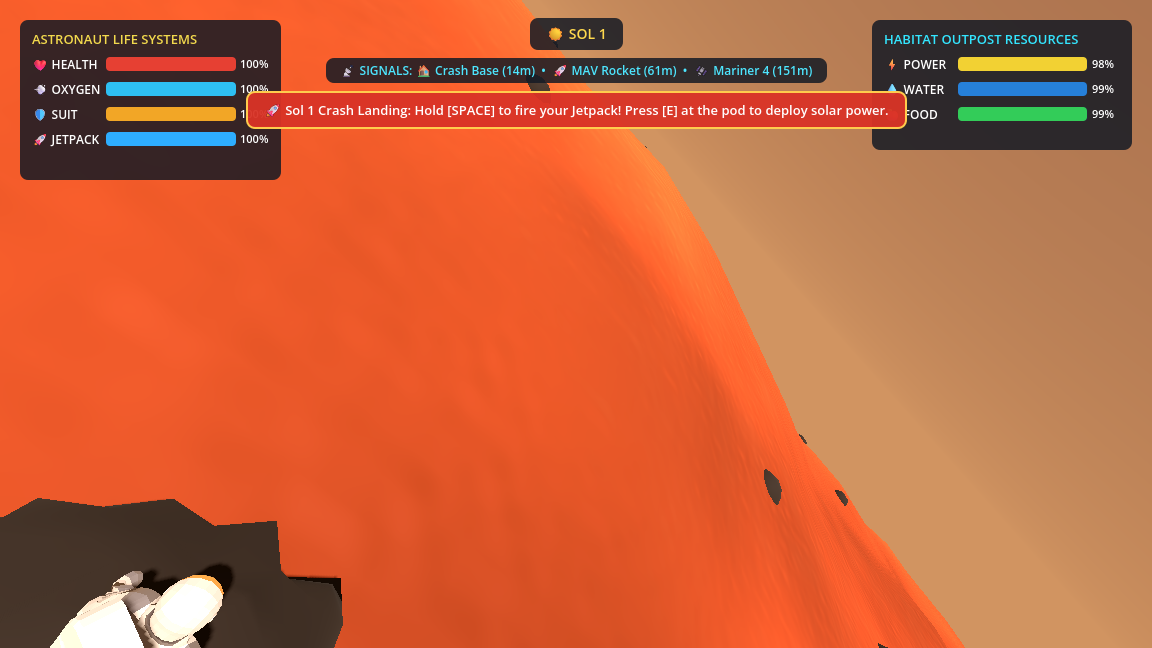 SOL 1
ASTRONAUT LIFE SYSTEMS
HEALTH 100%
OXYGEN 100%
SUIT
JETPACK 100%
SIGNALS: Crash Base (14m) • MAV Rocket (61m) • Mariner 4 (151m)
Sol 1 Crash Landing: Hold [SPACE] to fire your Jetpack! Press [E] at the pod to deploy solar power.
HABITAT OUTPOST RESOURCES
POWER 98%
WATER 99%
FOOD 99%